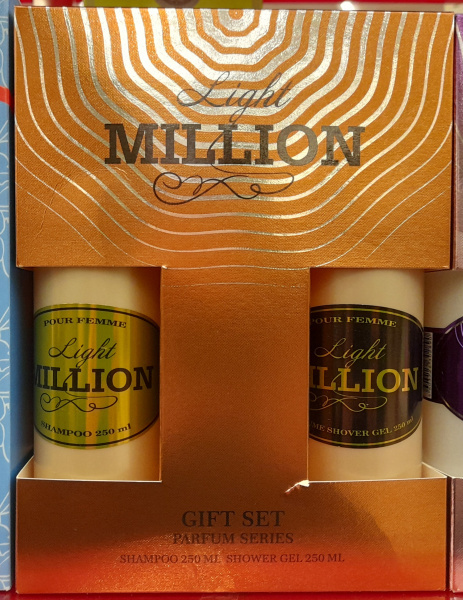 Light
MILLION
POUR FEMME
Light
MILLION
SHAMPOO 250 ml
POUR FEMME
Light
MILLION
ME SHOVER GEL 250 ml
GIFT SET
PARFUM SERIES
SHAMPOO 250 ML SHOWER GEL 250 ML